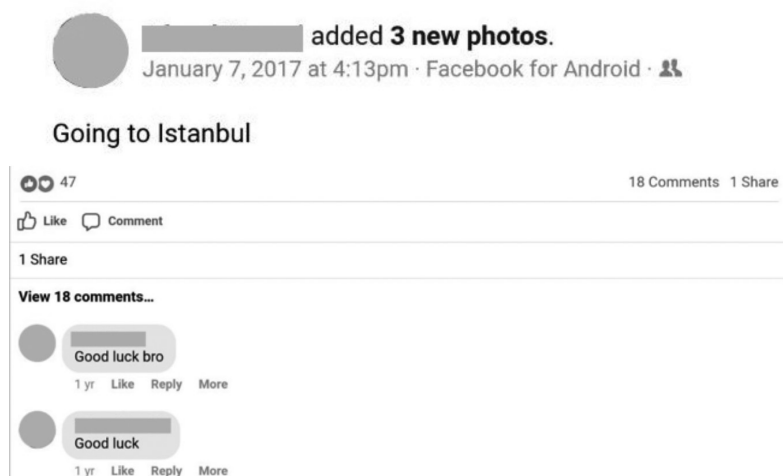 added 3 new photos.
January 7, 2017 at 4:13pm · Facebook for Android ·
Going to Istanbul
47 18 Comments 1 Share
Like Comment
1 Share
View 18 comments...
Good luck bro
1 yr Like Reply More
Good luck
1 yr Like Reply More